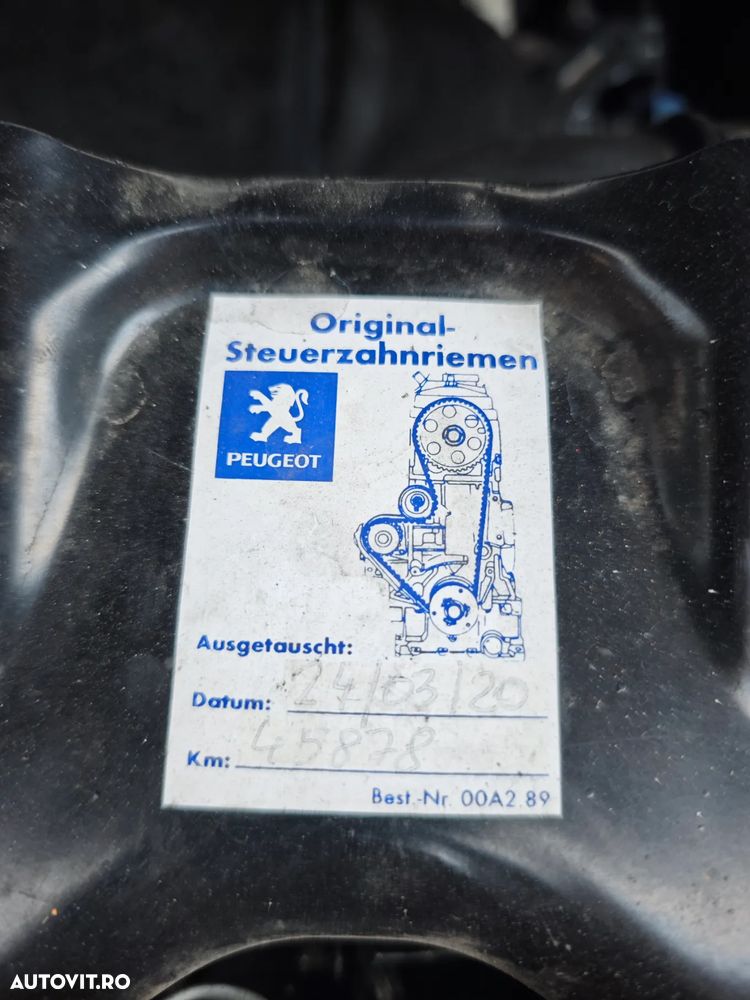 Original-
Steuerzahnriemen
PEUGEOT
Ausgetauscht:
Datum: 24/03/20
Km: 45878
Best.-Nr. 00A2.89
AUTOVIT.RO